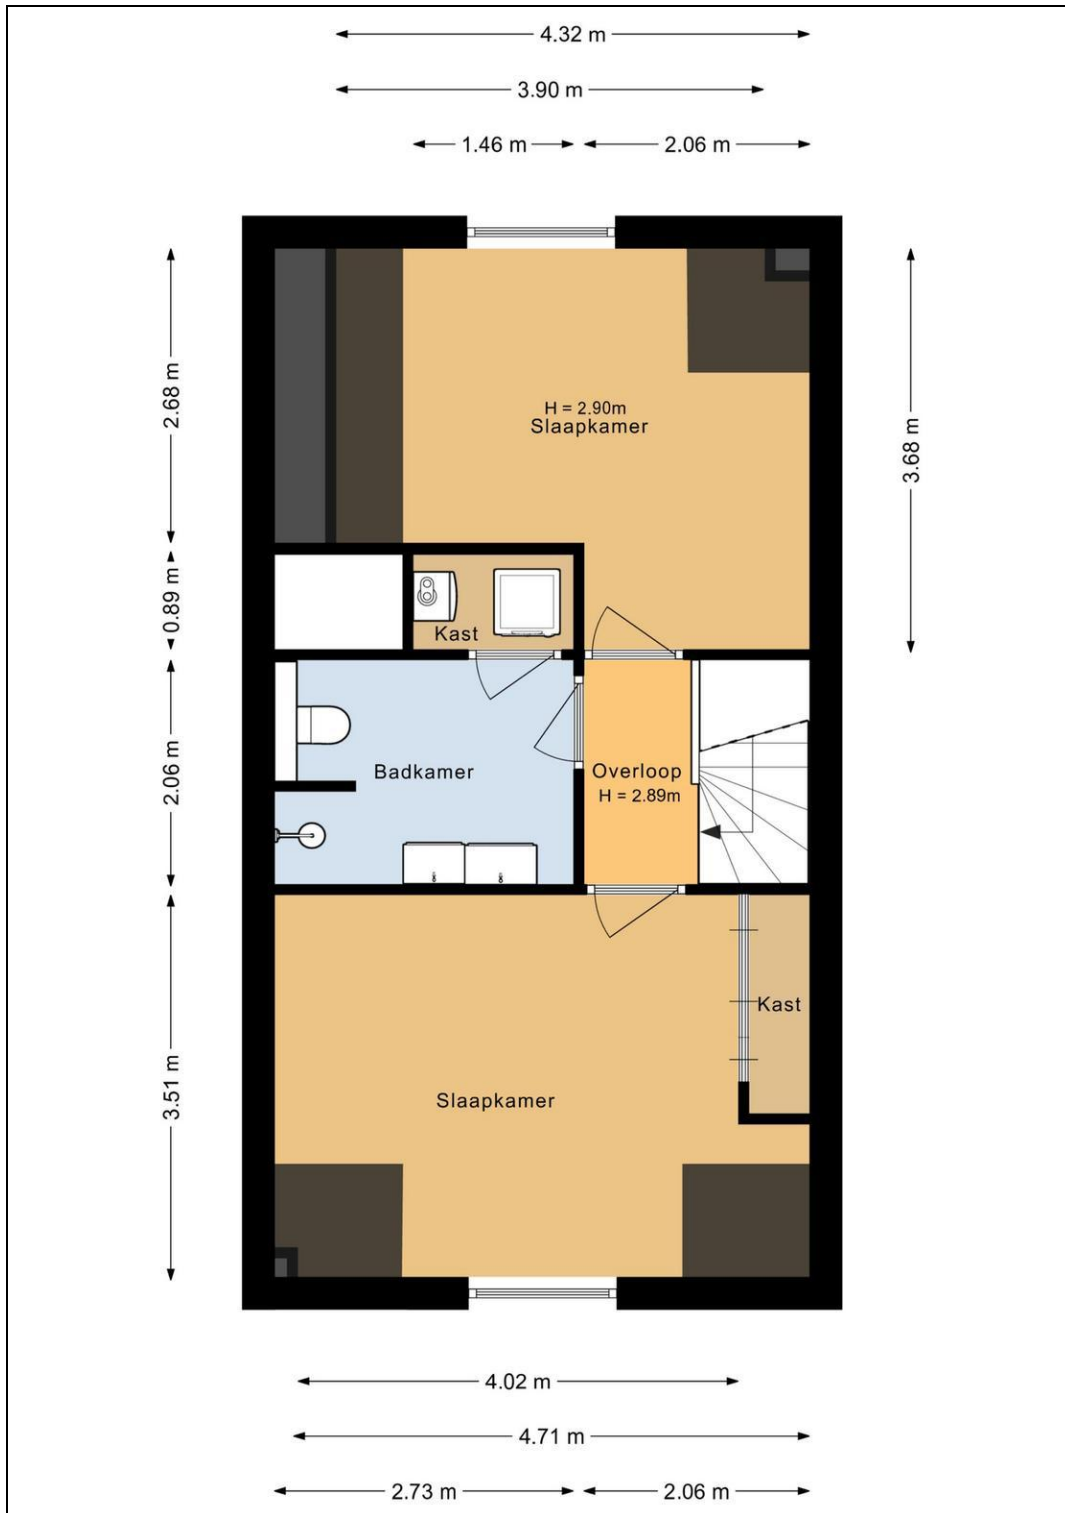 4.32 m
3.90 m
1.46 m
2.06 m
2.68 m
3.68 m
H = 2.90m
Slaapkamer
0.89 m
Kast
2.06 m
Badkamer
Overloop
H = 2.89m
3.51 m
Kast
Slaapkamer
4.02 m
4.71 m
2.73 m
2.06 m